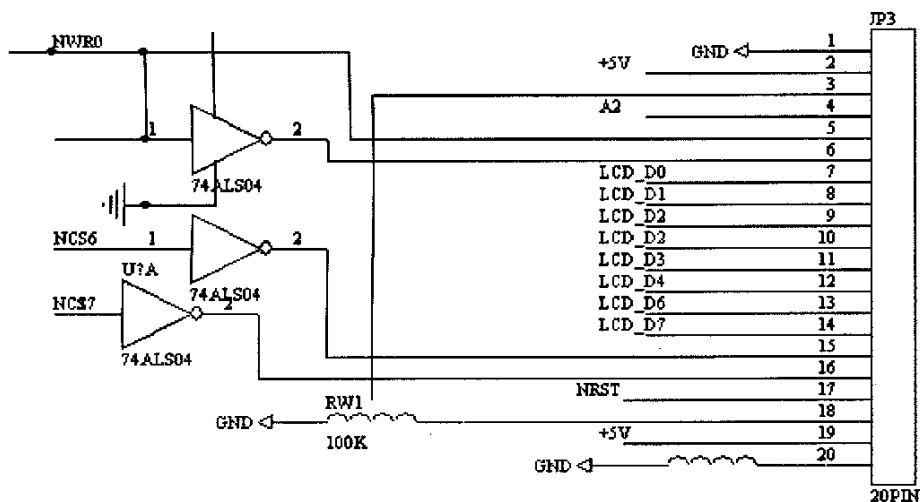 JP3
NWR0
GND 1
+5V 2
3
A2 4
5
1 2 6
74ALS04
LCD_D0 7
LCD_D1 8
LCD_D2 9
LCD_D2 10
LCD_D3 11
LCD_D4 12
LCD_D6 13
LCD_D7 14
NCS6 1 2
U?A
74ALS04
NCS7 2
74ALS04
15
16
NRST 17
RW1
GND 18
100K
+5V 19
GND 20
20PIN